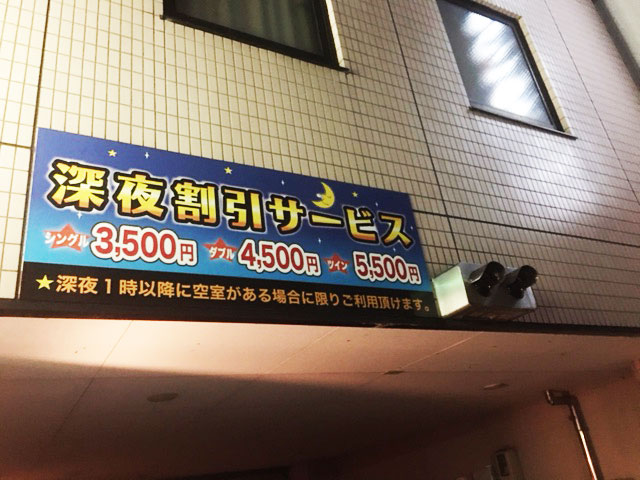 深夜割引サービス
シングル 3,500円 ダブル 4,500円 ツイン 5,500円
★深夜1時以降に空室がある場合に限りご利用頂けます。